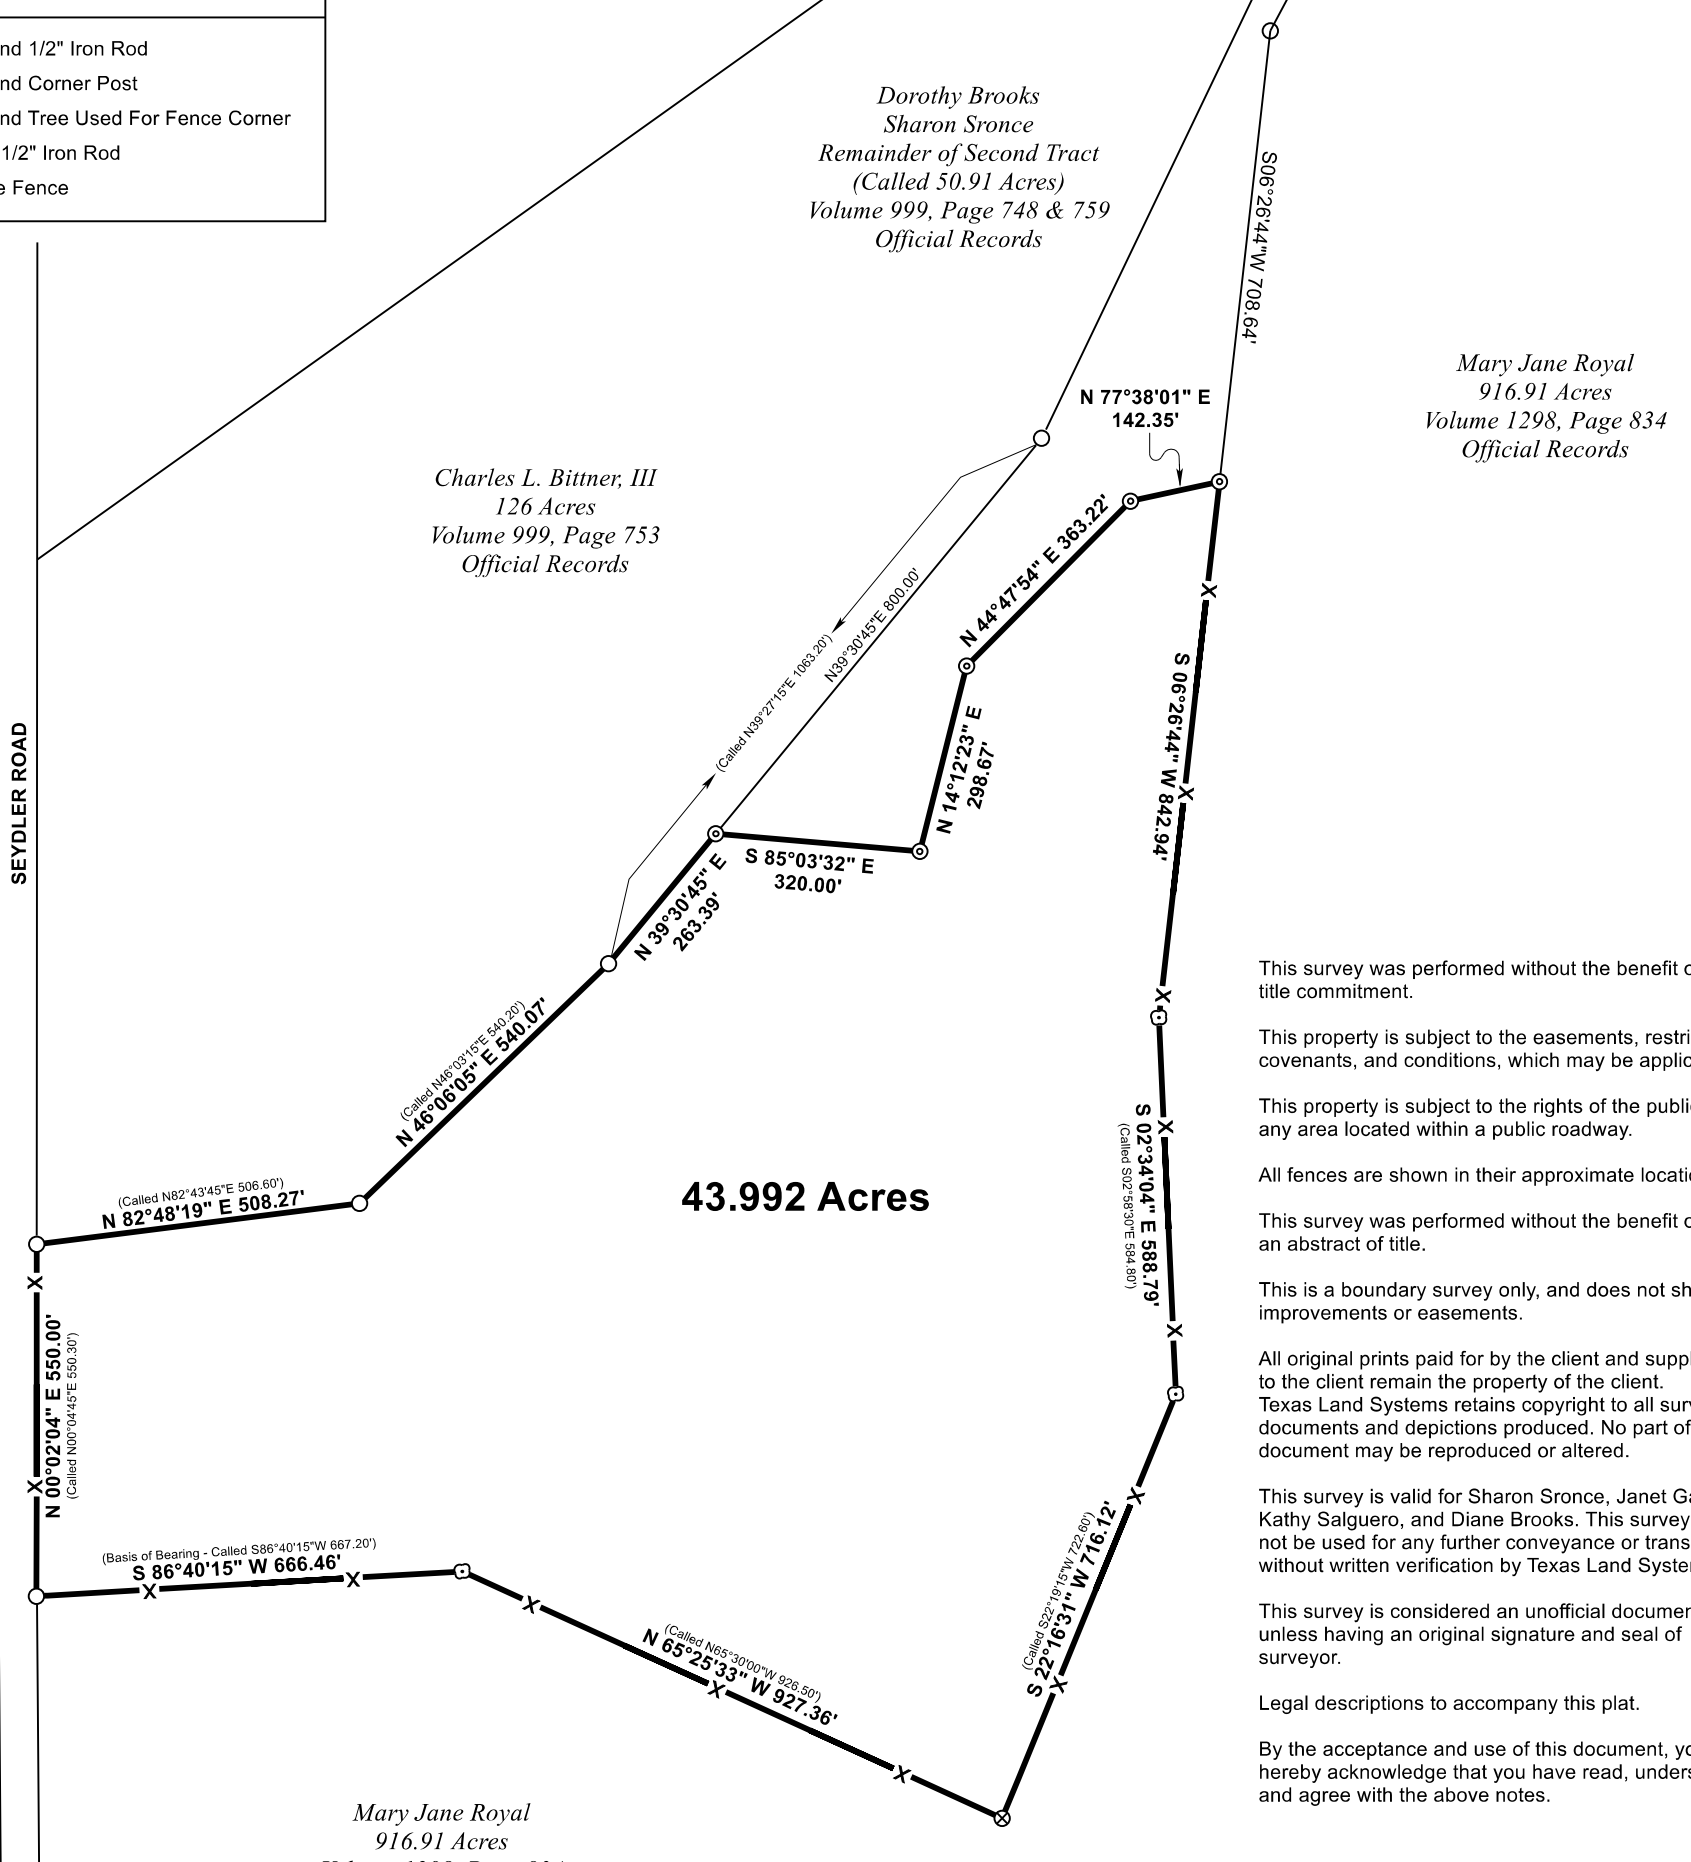 nd 1/2" Iron Rod
nd Corner Post
nd Tree Used For Fence Corner
1/2" Iron Rod
e Fence
Dorothy Brooks
Sharon Sronce
Remainder of Second Tract
(Called 50.91 Acres)
Volume 999, Page 748 & 759
Official Records
S06°26'44"W 708.64'
Mary Jane Royal
916.91 Acres
Volume 1298, Page 834
Official Records
N 77°38'01" E
142.35'
Charles L. Bittner, III
126 Acres
Volume 999, Page 753
Official Records
N 44°47'54" E 363.22'
N39°30'45"E 800.00'
(Called N39°27'15"E 1063.20')
SEYDLER ROAD
N 14°12'23" E
298.67'
S 06°26'44" W 842.94'
S 85°03'32" E
320.00'
N 39°30'45" E
263.39'
(Called N46°03'15"E 540.20')
N 46°06'05" E 540.07'
(Called N82°43'45"E 506.60')
N 82°48'19" E 508.27'
43.992 Acres
S 02°34'04" E 588.79'
(Called S02°58'30"E 584.80')
N 00°02'04" E 550.00'
(Called N00°04'45"E 550.30')
(Basis of Bearing - Called S86°40'15"W 667.20')
S 86°40'15" W 666.46'
(Called N65°30'00"W 926.50')
N 65°25'33" W 927.36'
(Called S22°19'15"W 722.60')
S 22°16'31" W 716.12'
Mary Jane Royal
916.91 Acres
This survey was performed without the benefit o
title commitment.
This property is subject to the easements, restri
covenants, and conditions, which may be applic
This property is subject to the rights of the publi
any area located within a public roadway.
All fences are shown in their approximate locati
This survey was performed without the benefit o
an abstract of title.
This is a boundary survey only, and does not sh
improvements or easements.
All original prints paid for by the client and suppl
to the client remain the property of the client.
Texas Land Systems retains copyright to all surv
documents and depictions produced. No part of
document may be reproduced or altered.
This survey is valid for Sharon Sronce, Janet Ga
Kathy Salguero, and Diane Brooks. This survey
not be used for any further conveyance or trans
without written verification by Texas Land System
This survey is considered an unofficial documen
unless having an original signature and seal of
surveyor.
Legal descriptions to accompany this plat.
By the acceptance and use of this document, yo
hereby acknowledge that you have read, unders
and agree with the above notes.